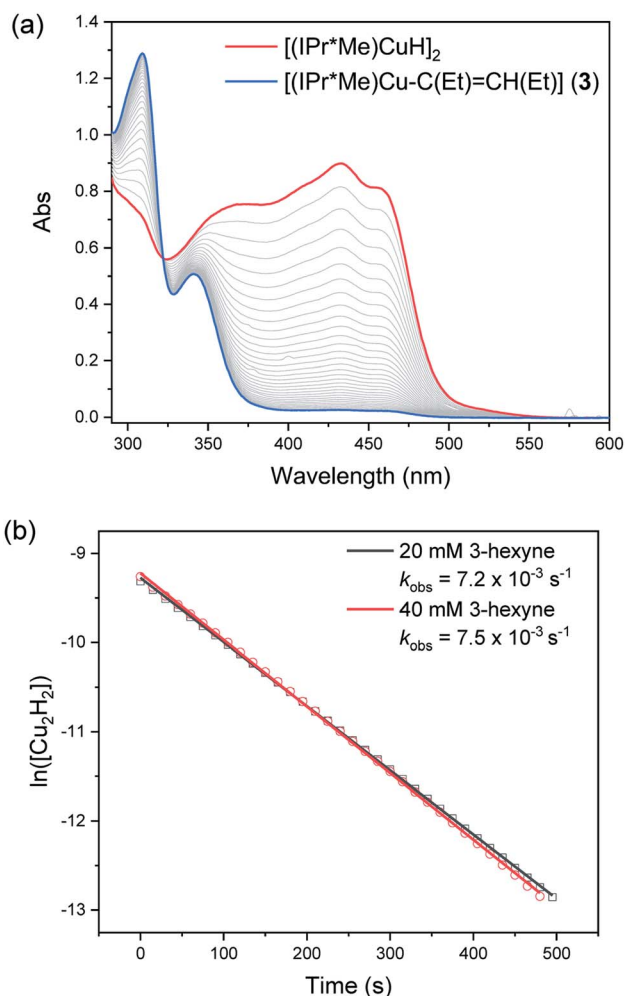 (a)
[(IPr*Me)CuH]₂
[(IPr*Me)Cu-C(Et)=CH(Et)] (3)
Abs
1.4
1.2
1.0
0.8
0.6
0.4
0.2
0.0
300 350 400 450 500 550 600
Wavelength (nm)
(b)
20 mM 3-hexyne
k_obs = 7.2 x 10⁻³ s⁻¹
40 mM 3-hexyne
k_obs = 7.5 x 10⁻³ s⁻¹
ln([Cu₂H₂])
-9
-10
-11
-12
-13
0 100 200 300 400 500
Time (s)